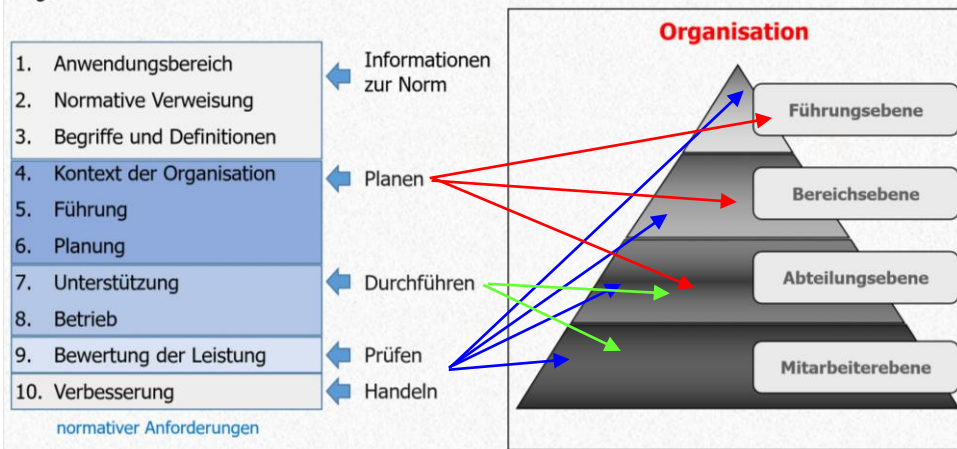 1. Anwendungsbereich
2. Normative Verweisung
3. Begriffe und Definitionen
4. Kontext der Organisation
5. Führung
6. Planung
7. Unterstützung
8. Betrieb
9. Bewertung der Leistung
10. Verbesserung
normativer Anforderungen
Informationen
zur Norm
Planen
Durchführen
Prüfen
Handeln
Organisation
Führungsebene
Bereichsebene
Abteilungsebene
Mitarbeiterebene